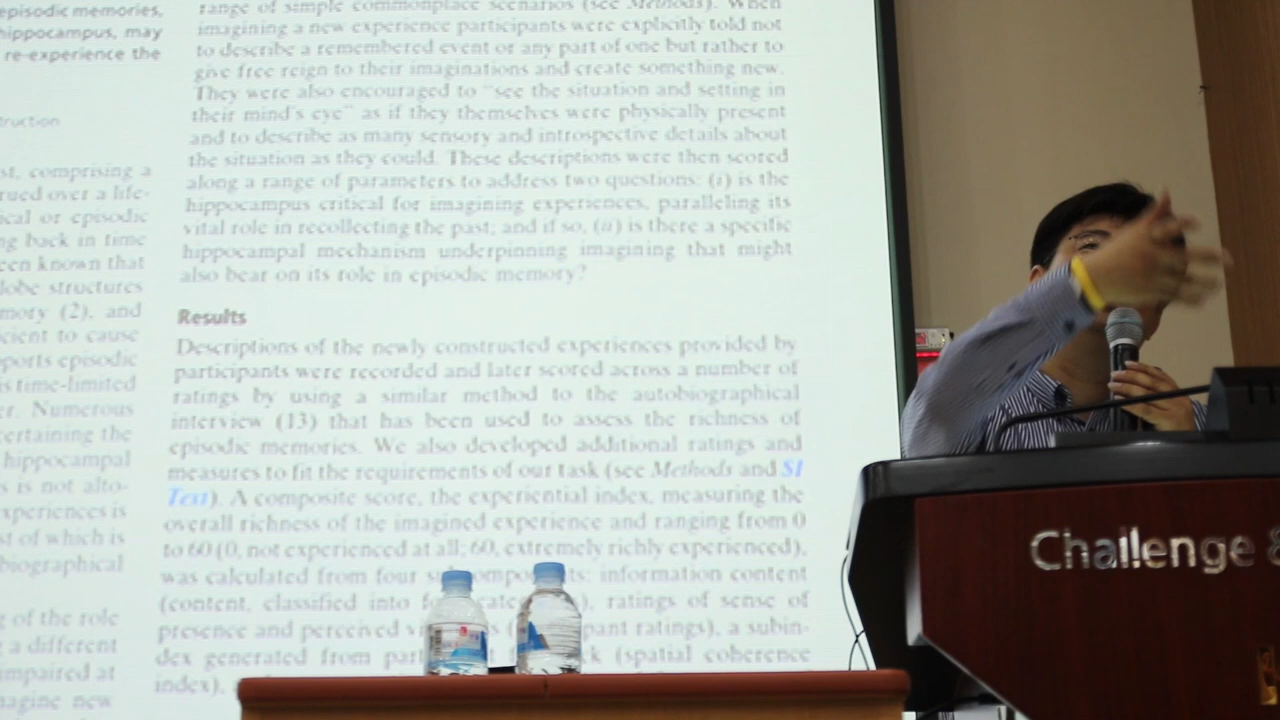 episodic memories,
hippocampus, may
re-experience the
truction
st, comprising a
rued over a life-
ical or episodic
ng back in time
een known that
lobe structures
mory (2), and
icient to cause
pports episodic
is time-limited
er. Numerous
certaining the
hippocampal
s is not alto-
xperiences is
st of which is
biographical
g of the role
a different
impaired at
magine new
range of simple commonplace scenarios (see Methods). When
imagining a new experience participants were explicitly told not
to describe a remembered event or any part of one but rather to
give free reign to their imaginations and create something new.
They were also encouraged to "see the situation and setting in
their mind's eye" as if they themselves were physically present
and to describe as many sensory and introspective details about
the situation as they could. These descriptions were then scored
along a range of parameters to address two questions: (i) is the
hippocampus critical for imagining experiences, paralleling its
vital role in recollecting the past; and if so, (ii) is there a specific
hippocampal mechanism underpinning imagining that might
also bear on its role in episodic memory?
Results
Descriptions of the newly constructed experiences provided by
participants were recorded and later scored across a number of
ratings by using a similar method to the autobiographical
interview (13) that has been used to assess the richness of
episodic memories. We also developed additional ratings and
measures to fit the requirements of our task (see Methods and SI
Text). A composite score, the experiential index, measuring the
overall richness of the imagined experience and ranging from 0
to 60 (0, not experienced at all; 60, extremely richly experienced),
was calculated from four s ompo ts: information content
(content, classified into f cate ), ratings of sense of
presence and perceived vi s ( pant ratings), a subin-
dex generated from part k (spatial coherence
index),
Challenge &